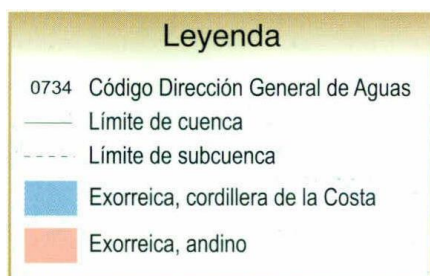 Leyenda
0734 Código Dirección General de Aguas
Límite de cuenca
Límite de subcuenca
Exorreica, cordillera de la Costa
Exorreica, andino